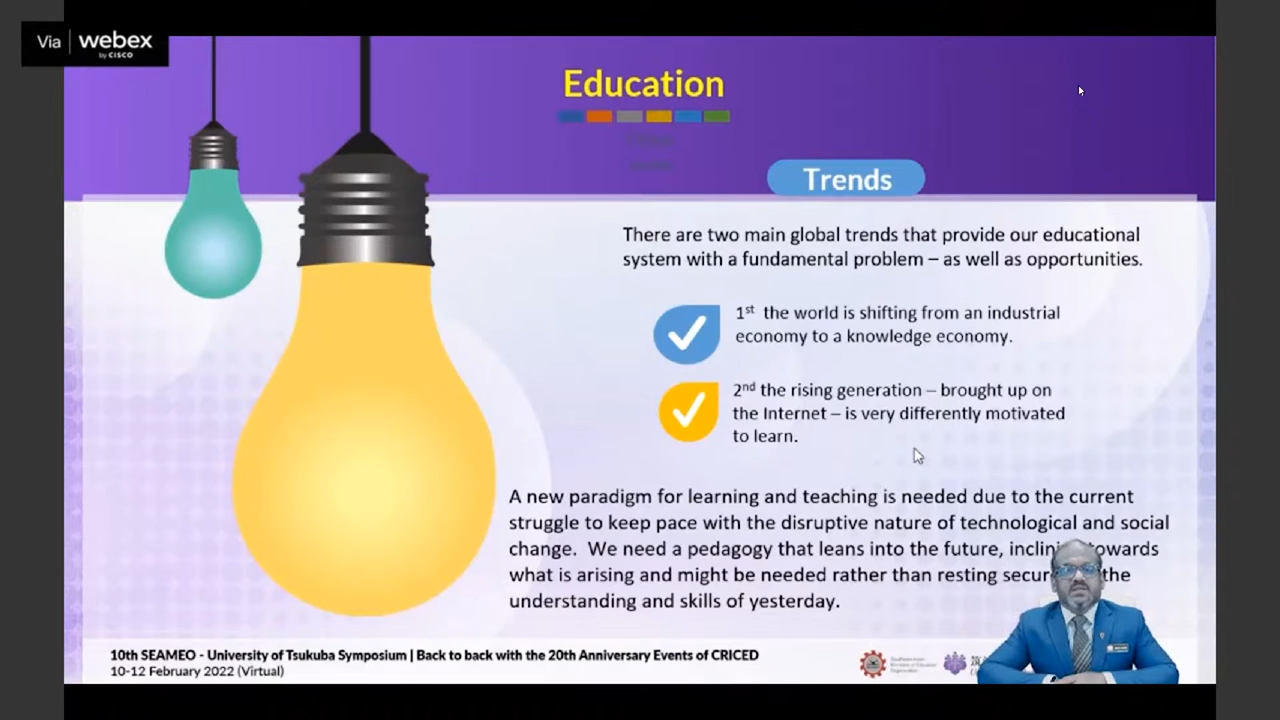 Via webex
by CISCO
Education
Trends
There are two main global trends that provide our educational
system with a fundamental problem – as well as opportunities.
1st the world is shifting from an industrial
economy to a knowledge economy.
2nd the rising generation – brought up on
the Internet – is very differently motivated
to learn.
A new paradigm for learning and teaching is needed due to the current
struggle to keep pace with the disruptive nature of technological and social
change. We need a pedagogy that leans into the future, inclini towards
what is arising and might be needed rather than resting secur the
understanding and skills of yesterday.
10th SEAMEO - University of Tsukuba Symposium | Back to back with the 20th Anniversary Events of CRICED
10-12 February 2022 (Virtual)